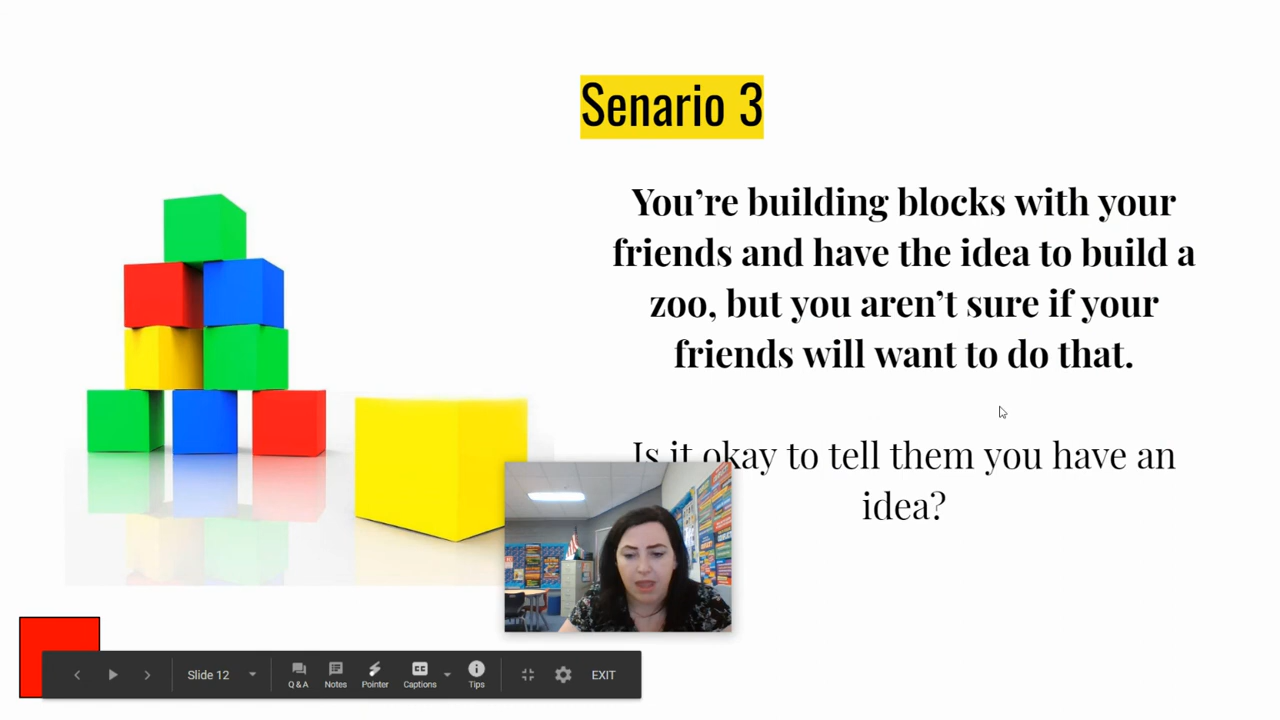 Senario 3
You’re building blocks with your
friends and have the idea to build a
zoo, but you aren’t sure if your
friends will want to do that.
Is it okay to tell them you have an
idea?
Slide 12
Q & A
Notes
Pointer
Captions
Tips
EXIT